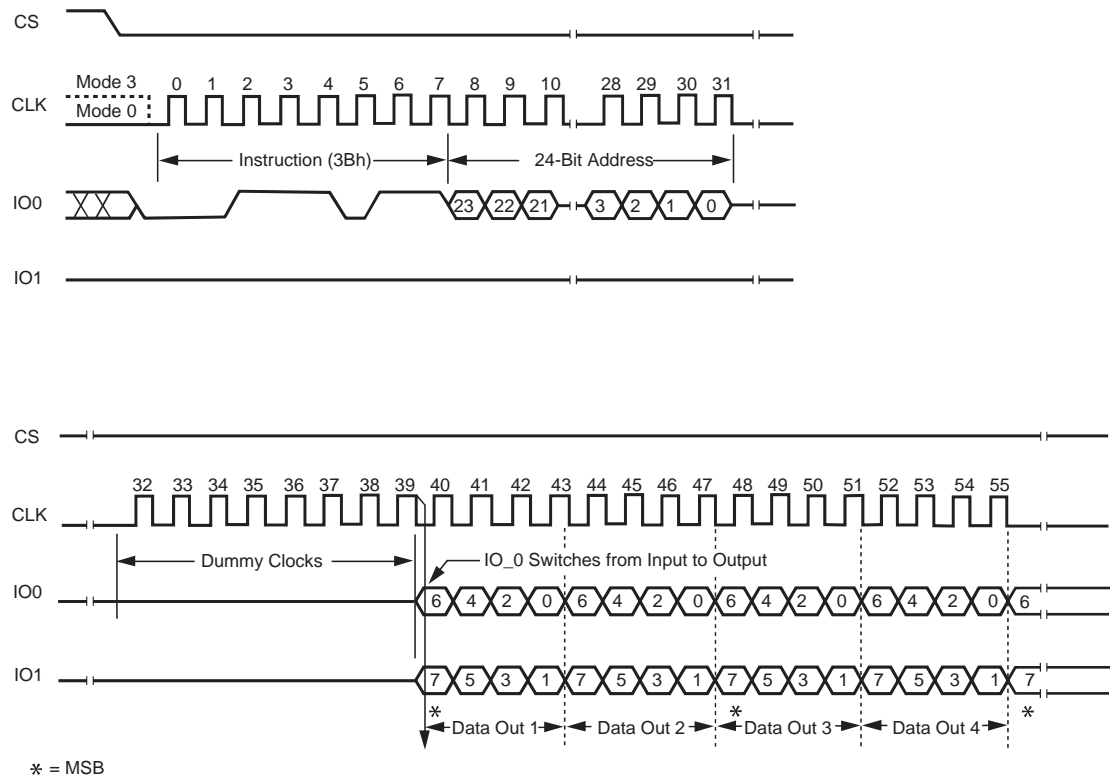 CS
Mode 3 0 1 2 3 4 5 6 7 8 9 10 28 29 30 31
CLK Mode 0
Instruction (3Bh) 24-Bit Address
IO0 23 22 21 3 2 1 0
IO1
CS
32 33 34 35 36 37 38 39 40 41 42 43 44 45 46 47 48 49 50 51 52 53 54 55
CLK
Dummy Clocks IO_0 Switches from Input to Output
IO0 6 4 2 0 6 4 2 0 6 4 2 0 6 4 2 0 6
IO1 7 5 3 1 7 5 3 1 7 5 3 1 7 5 3 1 7
* * *
Data Out 1 Data Out 2 Data Out 3 Data Out 4
* = MSB